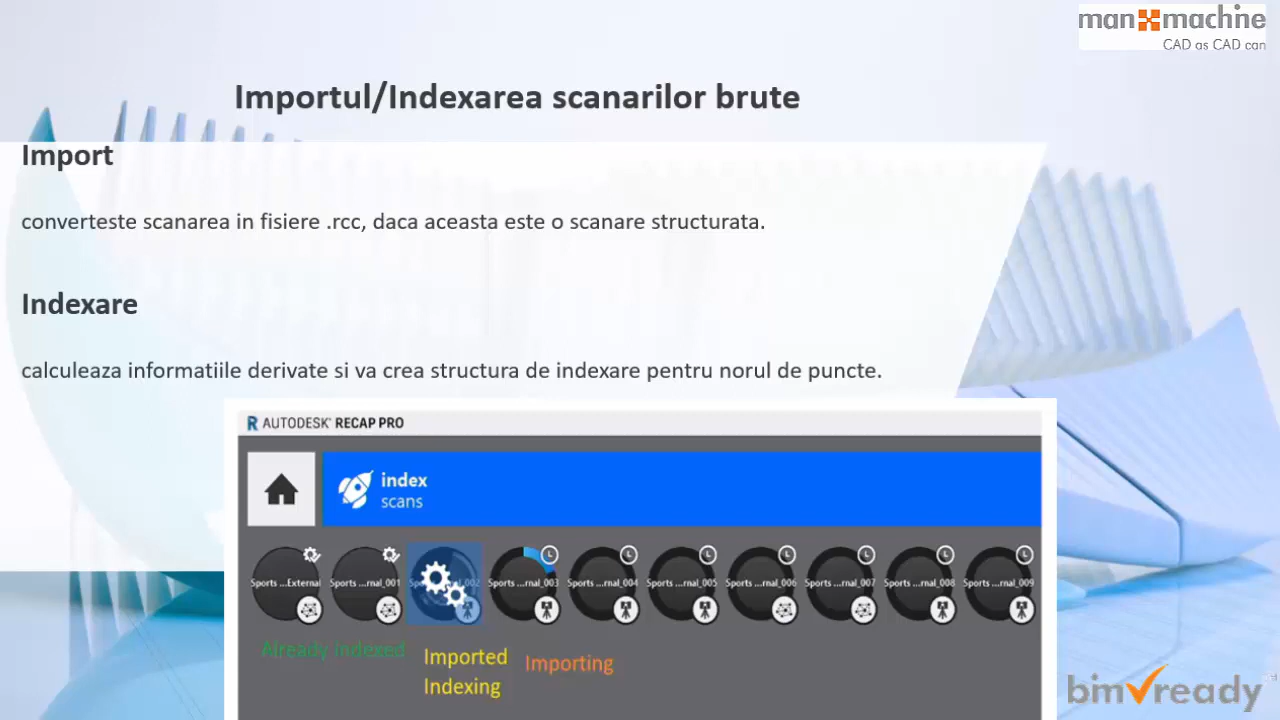 man machine
CAD as CAD can
Importul/Indexarea scanarilor brute
Import
converteste scanarea in fisiere .rcc, daca aceasta este o scanare structurata.
Indexare
calculeaza informatiile derivate si va crea structura de indexare pentru norul de puncte.
R AUTODESK' RECAP PRO
index
scans
Sports ...External Sports ...rnal_001 Sports ...rnal_003 Sports ...rnal_004 Sports ...rnal_005 Sports ...rnal_006 Sports ...rnal_007 Sports ...rnal_008 Sports ...rnal_009
Already Indexed
Imported
Indexing
Importing
bimready